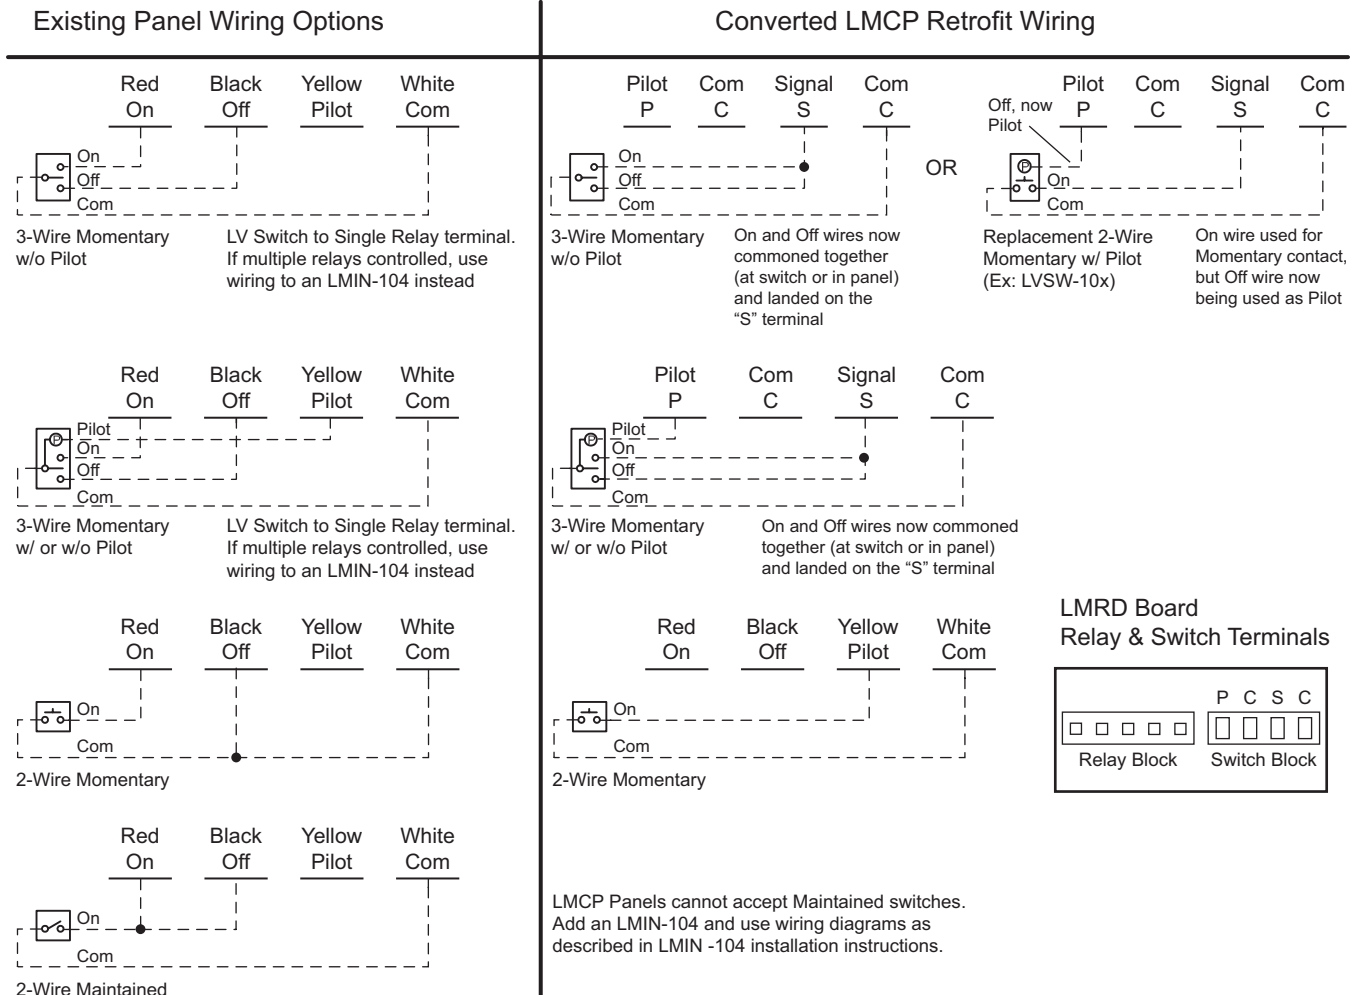 Existing Panel Wiring Options
Converted LMCP Retrofit Wiring
Red Black Yellow White
On Off Pilot Com
On
Off
Com
3-Wire Momentary
w/o Pilot
LV Switch to Single Relay terminal.
If multiple relays controlled, use
wiring to an LMIN-104 instead
Pilot Com Signal Com
P C S C
On
Off
Com
3-Wire Momentary
w/o Pilot
On and Off wires now
commoned together
(at switch or in panel)
and landed on the
“S” terminal
OR
Pilot Com Signal Com
P C S C
Off, now
Pilot
P
On
Com
Replacement 2-Wire
Momentary w/ Pilot
(Ex: LVSW-10x)
On wire used for
Momentary contact,
but Off wire now
being used as Pilot
Red Black Yellow White
On Off Pilot Com
Pilot
P
On
Off
Com
3-Wire Momentary
w/ or w/o Pilot
LV Switch to Single Relay terminal.
If multiple relays controlled, use
wiring to an LMIN-104 instead
Pilot Com Signal Com
P C S C
Pilot
P
On
Off
Com
3-Wire Momentary
w/ or w/o Pilot
On and Off wires now commoned
together (at switch or in panel)
and landed on the “S” terminal
Red Black Yellow White
On Off Pilot Com
On
Com
2-Wire Momentary
Red Black Yellow White
On Off Pilot Com
On
Com
2-Wire Momentary
LMRD Board
Relay & Switch Terminals
P C S C
Relay Block
Switch Block
Red Black Yellow White
On Off Pilot Com
On
Com
2-Wire Maintained
LMCP Panels cannot accept Maintained switches.
Add an LMIN-104 and use wiring diagrams as
described in LMIN -104 installation instructions.